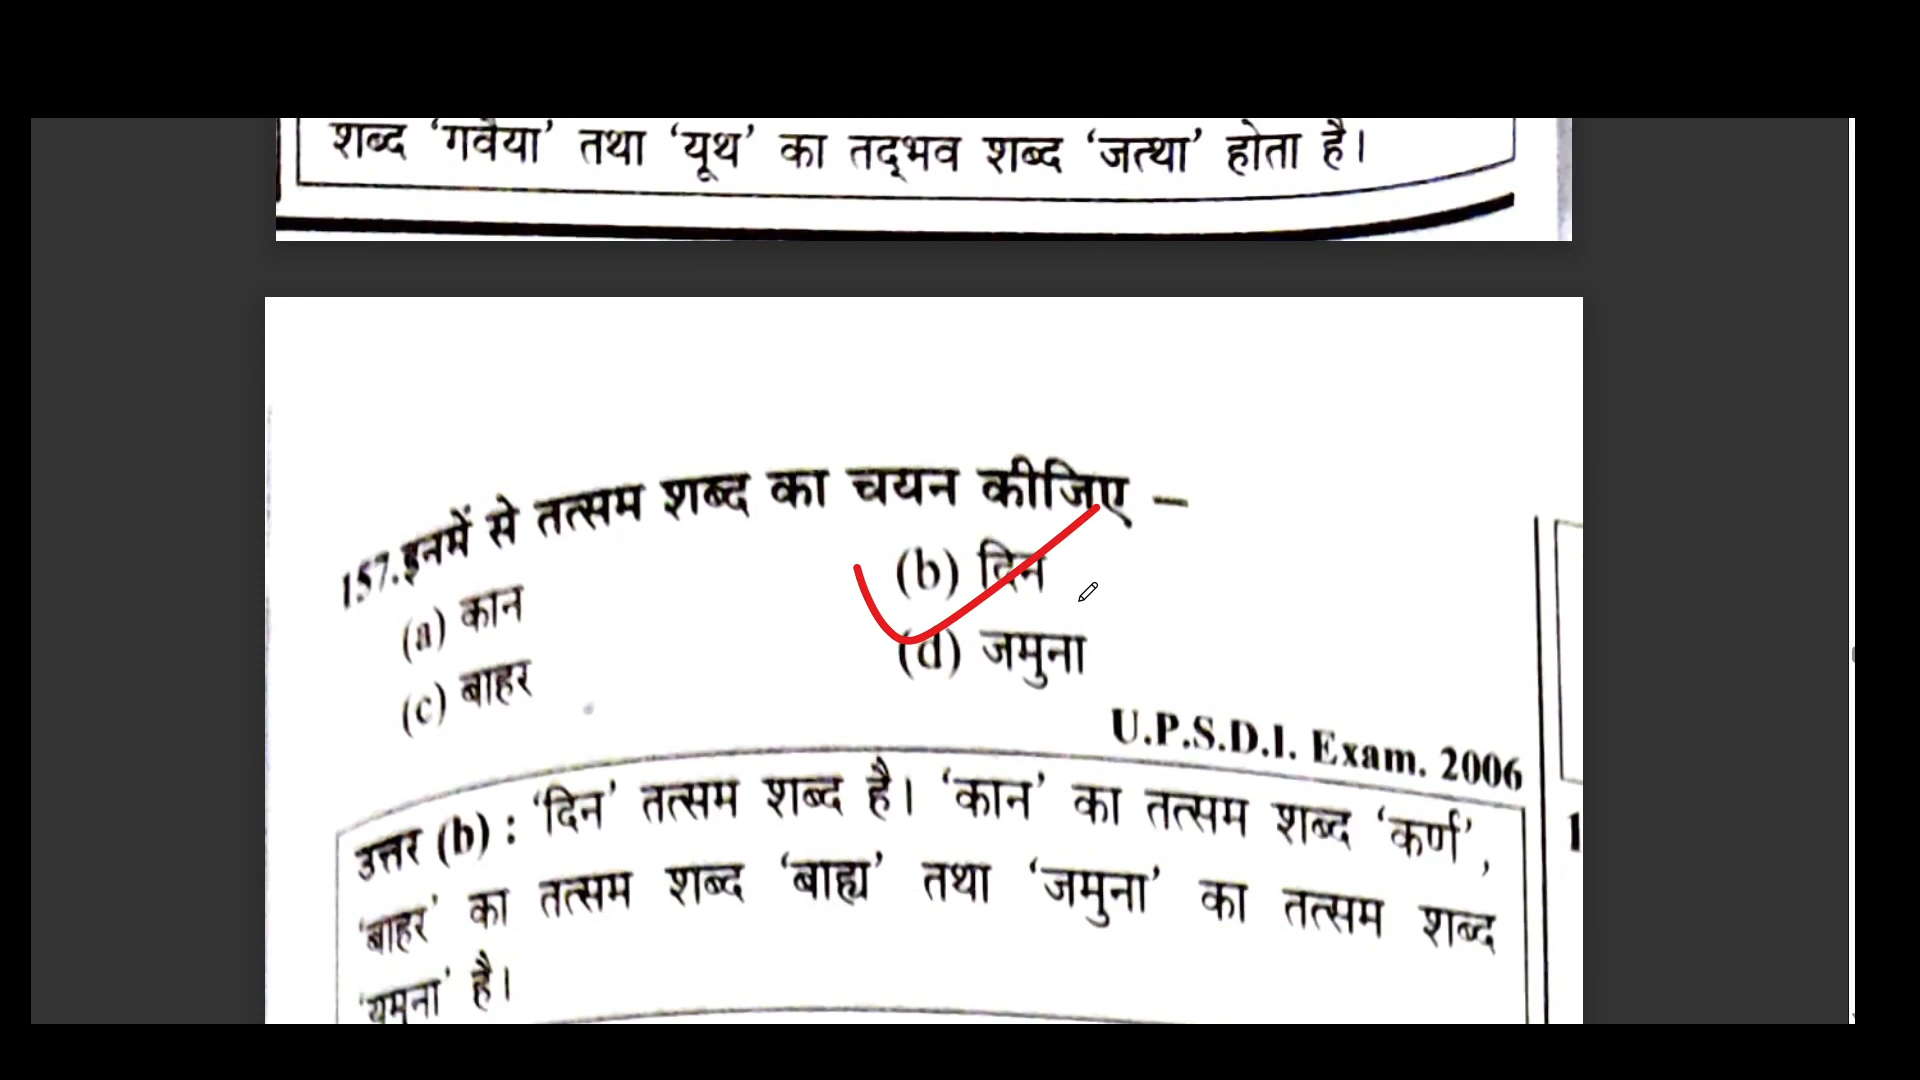 शब्द ‘गवैया’ तथा ‘यूथ’ का तद्भव शब्द ‘जत्था’ होता है।
157.इनमें से तत्सम शब्द का चयन कीजिए –
(a) कान (b) दिन
(c) बाहर (d) जमुना
U.P.S.D.I. Exam. 2006
उत्तर (b) : ‘दिन’ तत्सम शब्द है। ‘कान’ का तत्सम शब्द ‘कर्ण’,
‘बाहर’ का तत्सम शब्द ‘बाह्य’ तथा ‘जमुना’ का तत्सम शब्द
‘यमुना’ है।
1